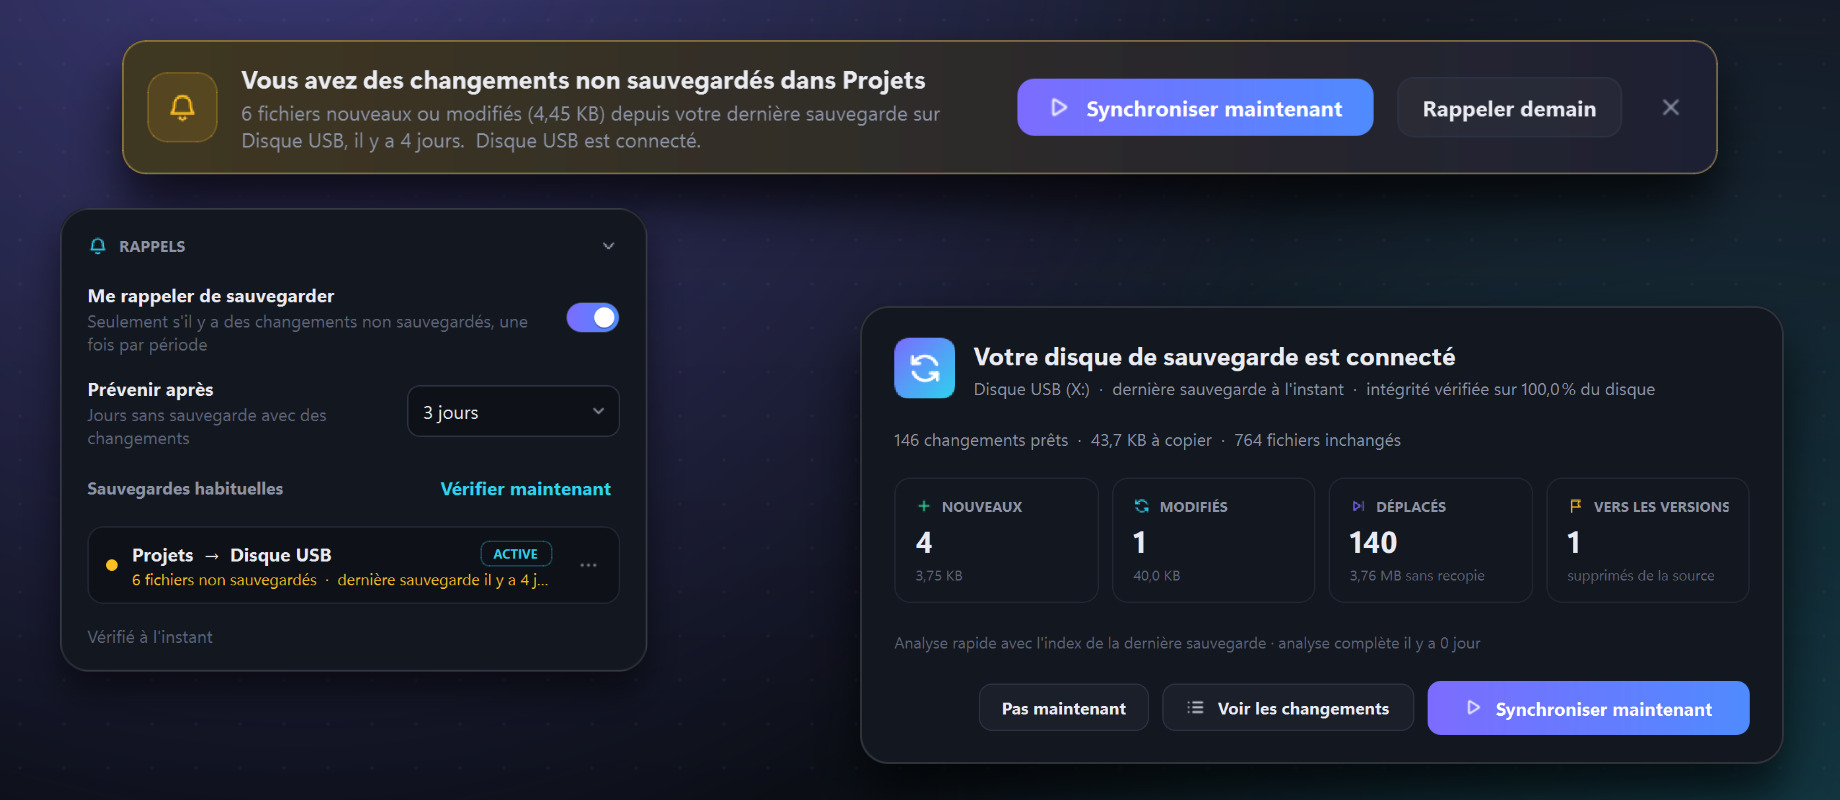 Vous avez des changements non sauvegardés dans Projets
6 fichiers nouveaux ou modifiés (4,45 KB) depuis votre dernière sauvegarde sur
Disque USB, il y a 4 jours. Disque USB est connecté.
Synchroniser maintenant
Rappeler demain
RAPPELS
Me rappeler de sauvegarder
Seulement s'il y a des changements non sauvegardés, une
fois par période
Prévenir après
Jours sans sauvegarde avec des
changements
3 jours
Sauvegardes habituelles
Vérifier maintenant
Projets → Disque USB
ACTIVE
6 fichiers non sauvegardés · dernière sauvegarde il y a 4 j...
Vérifié à l'instant
Votre disque de sauvegarde est connecté
Disque USB (X:) · dernière sauvegarde à l'instant · intégrité vérifiée sur 100,0 % du disque
146 changements prêts · 43,7 KB à copier · 764 fichiers inchangés
NOUVEAUX
4
3,75 KB
MODIFIÉS
1
40,0 KB
DÉPLACÉS
140
3,76 MB sans recopie
VERS LES VERSIONS
1
supprimés de la source
Analyse rapide avec l'index de la dernière sauvegarde · analyse complète il y a 0 jour
Pas maintenant
Voir les changements
Synchroniser maintenant